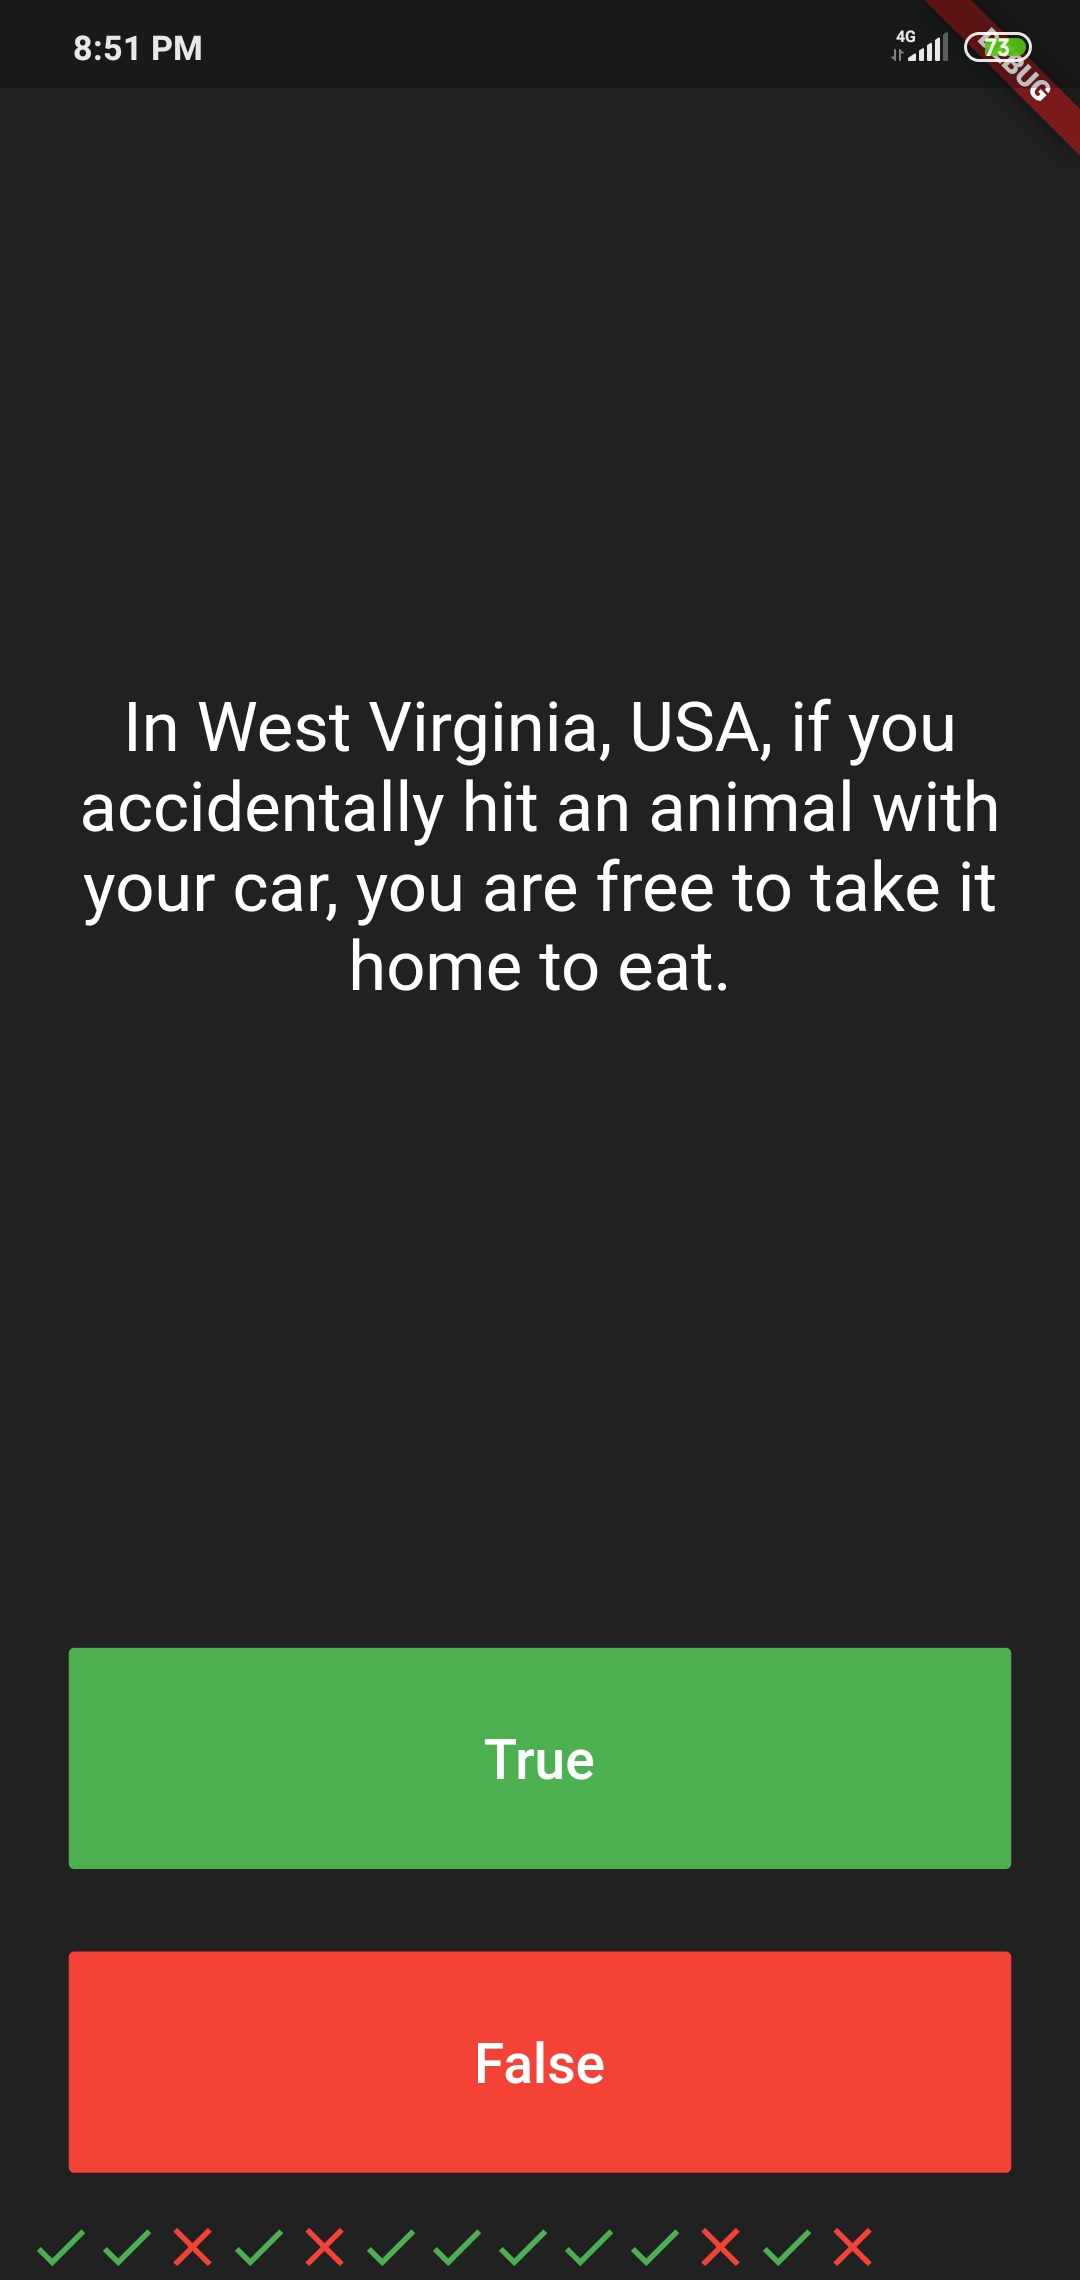 8:51 PM
4G
73
DEBUG
In West Virginia, USA, if you
accidentally hit an animal with
your car, you are free to take it
home to eat.
True
False